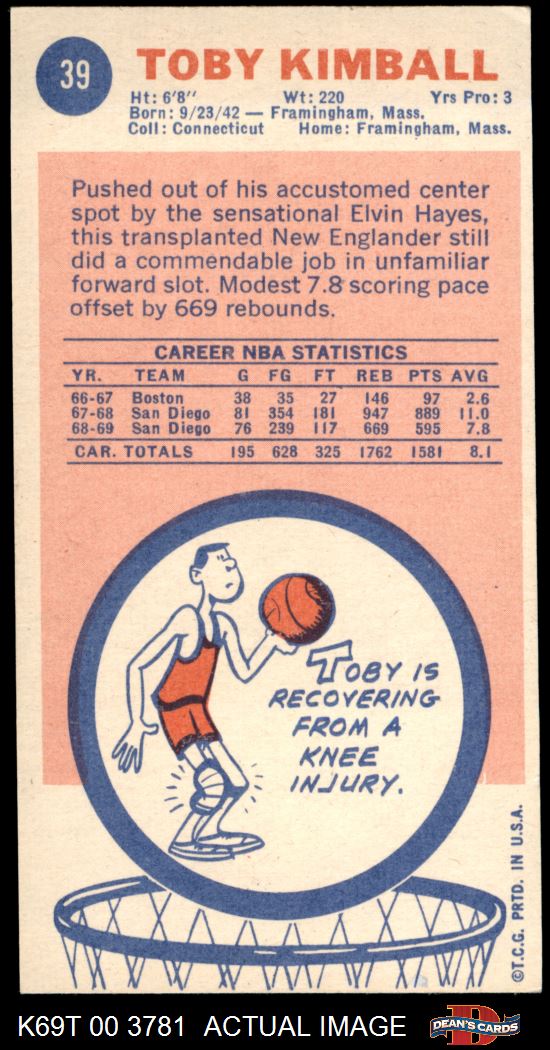 39
TOBY KIMBALL
Ht: 6'8" Wt: 220 Yrs Pro: 3
Born: 9/23/42 — Framingham, Mass.
Coll: Connecticut Home: Framingham, Mass.
Pushed out of his accustomed center
spot by the sensational Elvin Hayes,
this transplanted New Englander still
did a commendable job in unfamiliar
forward slot. Modest 7.8 scoring pace
offset by 669 rebounds.
CAREER NBA STATISTICS
YR. TEAM G FG FT REB PTS AVG
66-67 Boston 38 35 27 146 97 2.6
67-68 San Diego 81 354 181 947 889 11.0
68-69 San Diego 76 239 117 669 595 7.8
CAR. TOTALS 195 628 325 1762 1581 8.1
TOBY IS
RECOVERING
FROM A
KNEE
INJURY.
©T.C.G. PRTD. IN U.S.A.
K69T 00 3781 ACTUAL IMAGE
D
DEAN'S CARDS